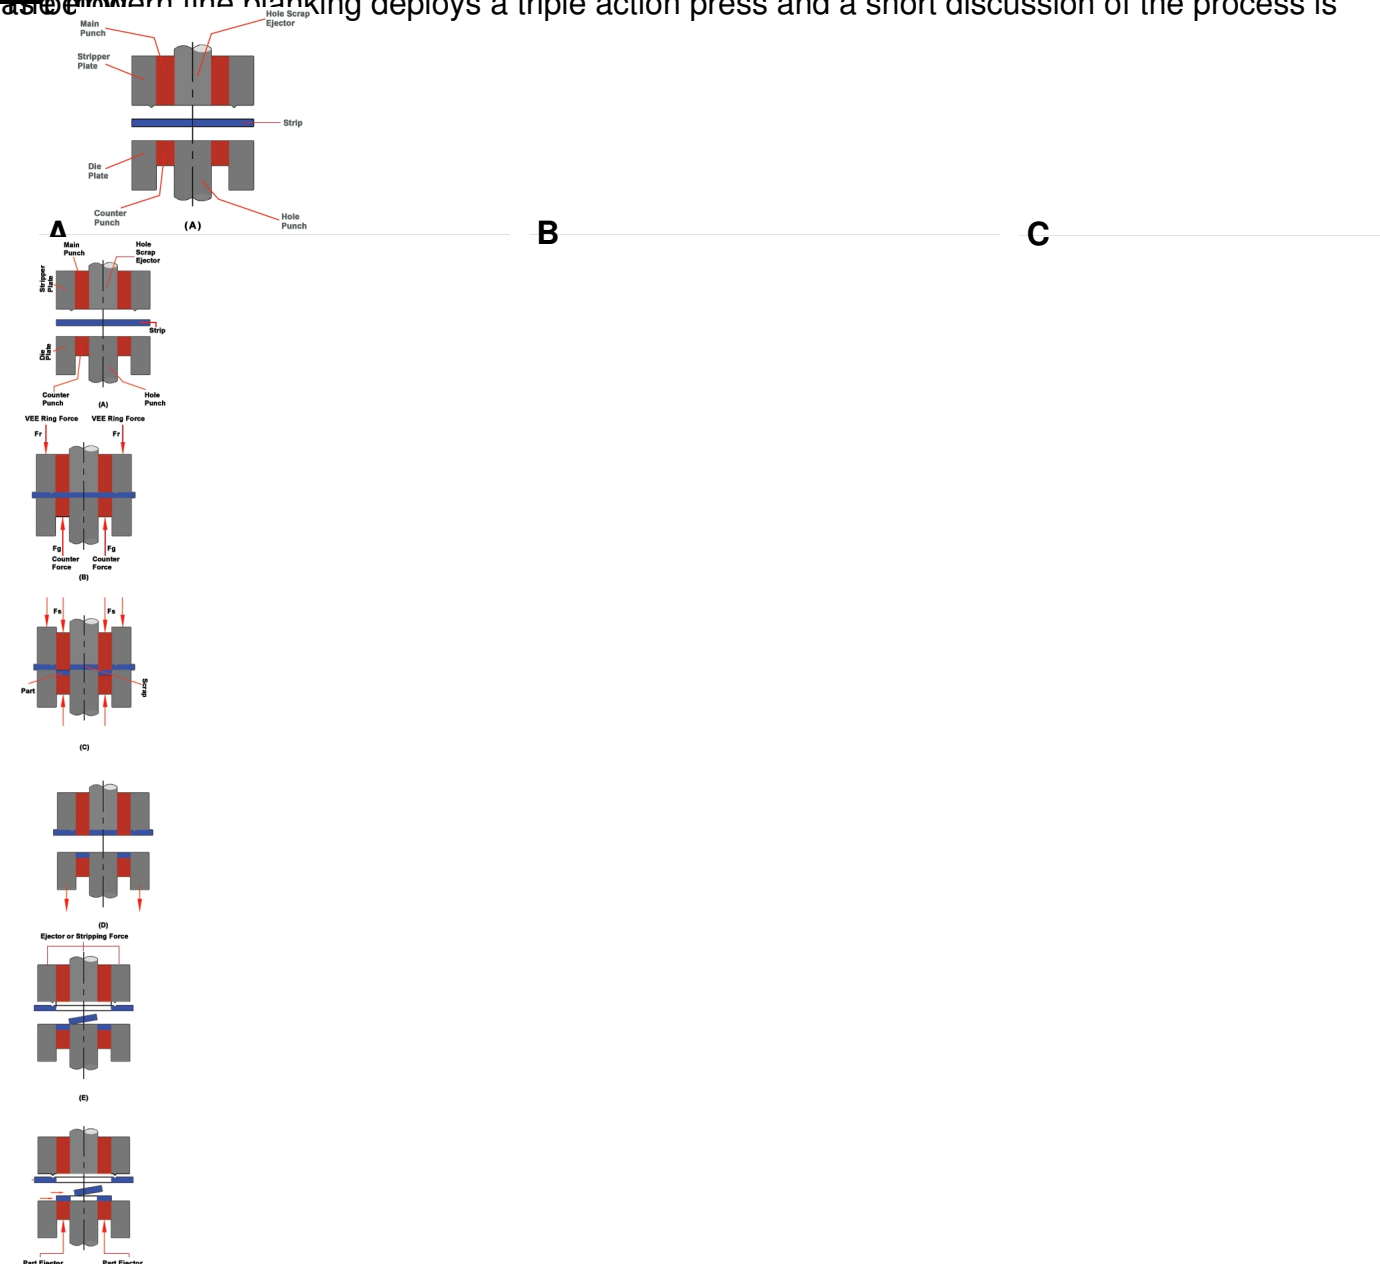 fine blanking deploys a triple action press and a short discussion of the process is
Main
Punch
Hole Scrap
Ejector
Stripper
Plate
Strip
Die
Plate
Counter
Punch
Hole
Punch
(A)
A
B
C
Main
Punch
Hole
Scrap
Ejector
Stripper
Plate
Strip
Die
Plate
Counter
Punch
Hole
Punch
(A)
VEE Ring Force VEE Ring Force
Fr Fr
Fg Fg
Counter
Force
Counter
Force
(B)
Fs Fs
Part
Scrap
(C)
(D)
Ejector or Stripping Force
(E)
Part Ejector Part Ejector